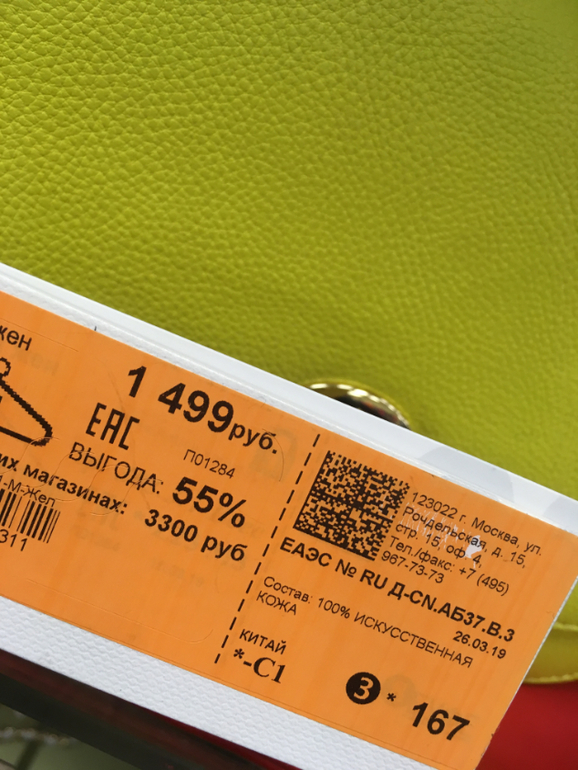 жен
1 499руб.
ЕАС
П01284
ВЫГОДА: 55%
их магазинах:
3300 руб
311
123022 г. Москва, ул.
Рочдельская, д. 15,
стр. 15, оф. 4,
Тел./факс: +7 (495)
967-73-73
ЕАЭС № RU Д-CN.АБ37.В.3
26.03.19
Состав: 100% ИСКУССТВЕННАЯ
КОЖА
КИТАЙ
*-C1
3 * 167